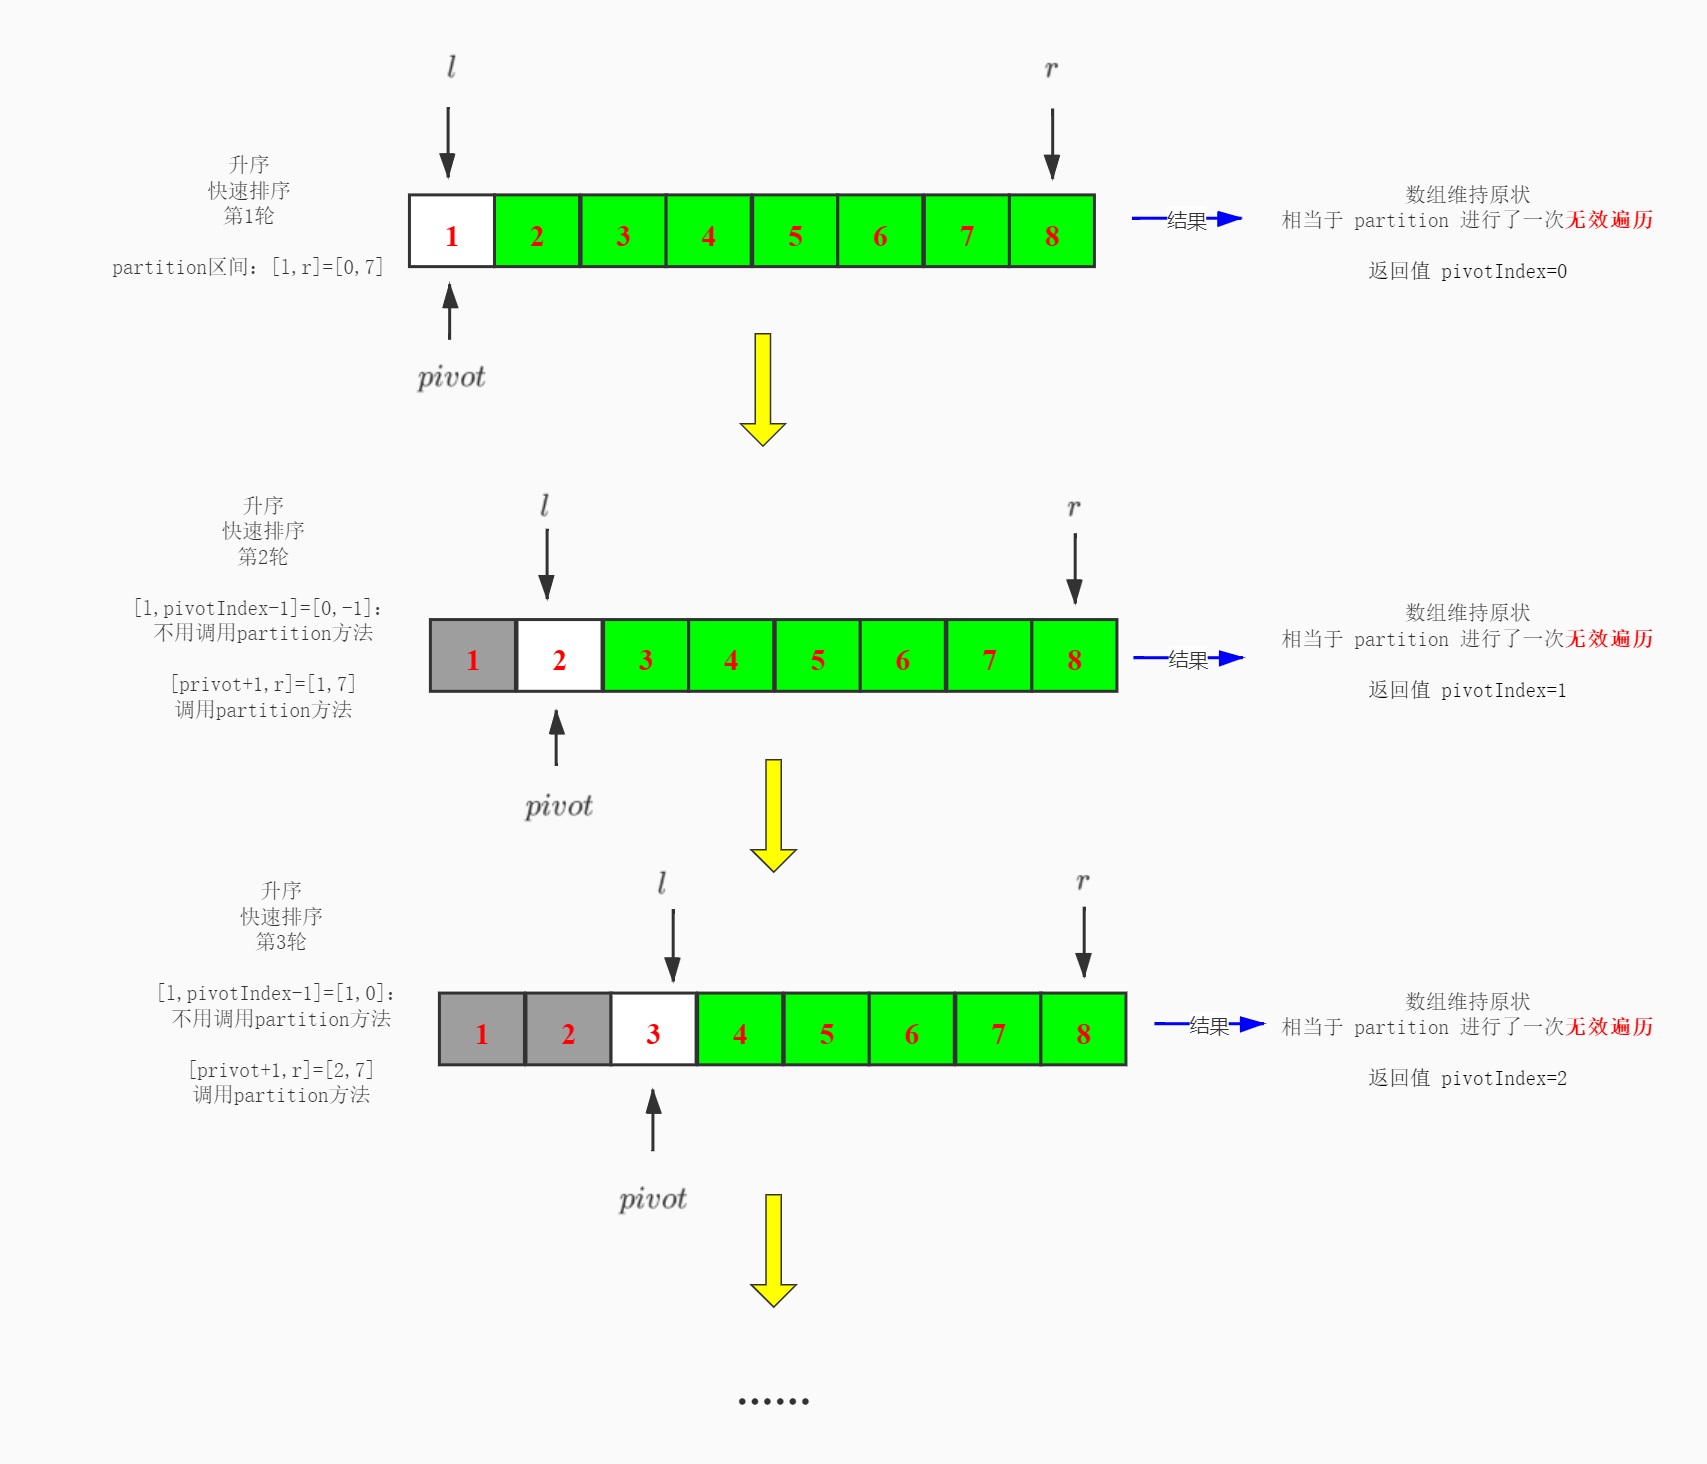 l
r
升序
快速排序
第1轮
partition区间: [l,r]=[0,7]
1 2 3 4 5 6 7 8
结果
数组维持原状
相当于 partition 进行了一次无效遍历
返回值 pivotIndex=0
pivot
l
r
升序
快速排序
第2轮
[l,pivotIndex-1]=[0,-1]:
不用调用partition方法
[privot+1,r]=[1,7]
调用partition方法
1 2 3 4 5 6 7 8
结果
数组维持原状
相当于 partition 进行了一次无效遍历
返回值 pivotIndex=1
pivot
l
r
升序
快速排序
第3轮
[l,pivotIndex-1]=[1,0]:
不用调用partition方法
[privot+1,r]=[2,7]
调用partition方法
1 2 3 4 5 6 7 8
结果
数组维持原状
相当于 partition 进行了一次无效遍历
返回值 pivotIndex=2
pivot
......